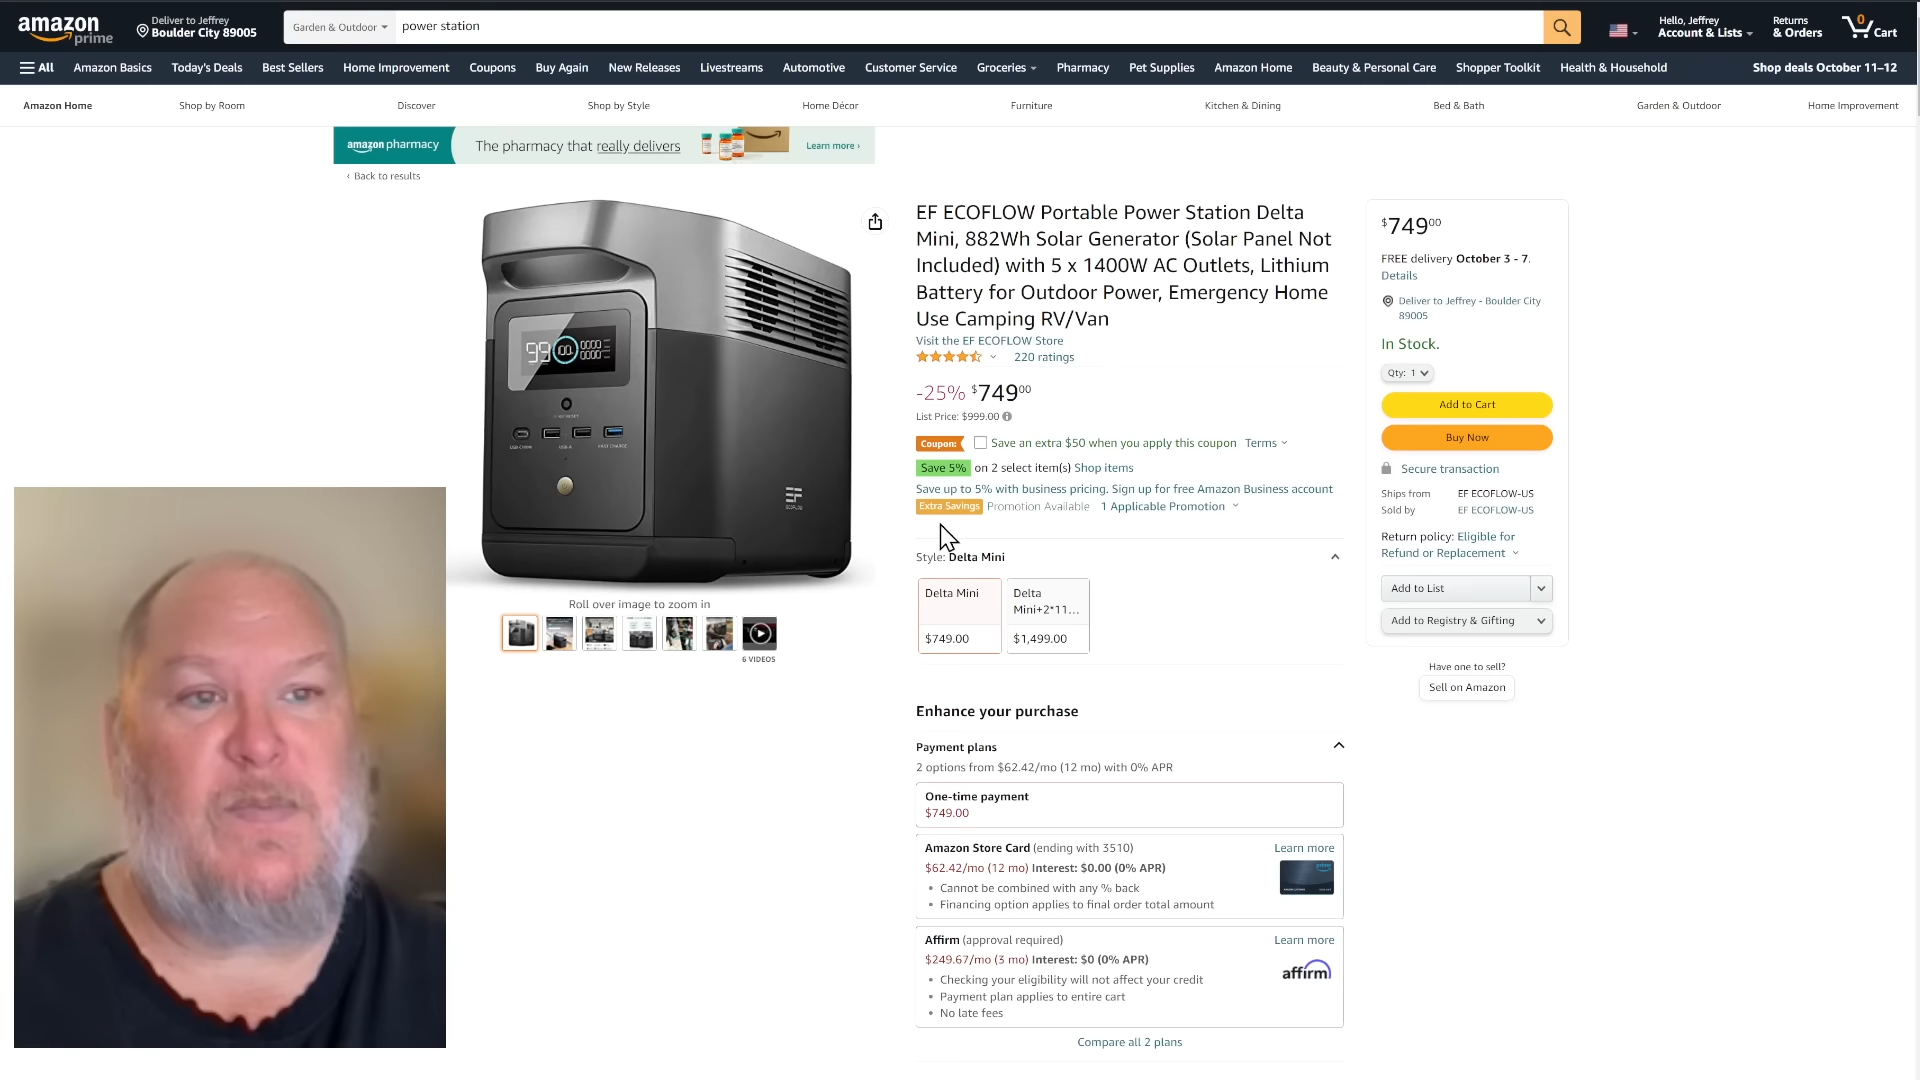 amazon
prime
Deliver to Jeffrey
Boulder City 89005
Garden & Outdoor
power station
Hello, Jeffrey
Account & Lists
Returns
& Orders
0
Cart
All
Amazon Basics
Today's Deals
Best Sellers
Home Improvement
Coupons
Buy Again
New Releases
Livestreams
Automotive
Customer Service
Groceries
Pharmacy
Pet Supplies
Amazon Home
Beauty & Personal Care
Shopper Toolkit
Health & Household
Shop deals October 11–12
Amazon Home
Shop by Room
Discover
Shop by Style
Home Décor
Furniture
Kitchen & Dining
Bed & Bath
Garden & Outdoor
Home Improvement
amazon pharmacy
The pharmacy that really delivers
Learn more ›
‹ Back to results
99
100
ECOFLOW
Roll over image to zoom in
6 VIDEOS
EF ECOFLOW Portable Power Station Delta
Mini, 882Wh Solar Generator (Solar Panel Not
Included) with 5 x 1400W AC Outlets, Lithium
Battery for Outdoor Power, Emergency Home
Use Camping RV/Van
Visit the EF ECOFLOW Store
220 ratings
-25% $749 00
List Price: $999.00
Coupon: Save an extra $50 when you apply this coupon Terms
Save 5% on 2 select item(s) Shop items
Save up to 5% with business pricing. Sign up for free Amazon Business account
Extra Savings Promotion Available 1 Applicable Promotion
Style: Delta Mini
Delta Mini
$749.00
Delta
Mini+2*11...
$1,499.00
Enhance your purchase
Payment plans
2 options from $62.42/mo (12 mo) with 0% APR
One-time payment
$749.00
Amazon Store Card (ending with 3510)
Learn more
$62.42/mo (12 mo) Interest: $0.00 (0% APR)
• Cannot be combined with any % back
• Financing option applies to final order total amount
Affirm (approval required)
Learn more
$249.67/mo (3 mo) Interest: $0 (0% APR)
affirm
• Checking your eligibility will not affect your credit
• Payment plan applies to entire cart
• No late fees
Compare all 2 plans
$749 00
FREE delivery October 3 - 7.
Details
Deliver to Jeffrey - Boulder City
89005
In Stock.
Qty: 1
Add to Cart
Buy Now
Secure transaction
Ships from EF ECOFLOW-US
Sold by EF ECOFLOW-US
Return policy: Eligible for
Refund or Replacement
Add to List
Add to Registry & Gifting
Have one to sell?
Sell on Amazon